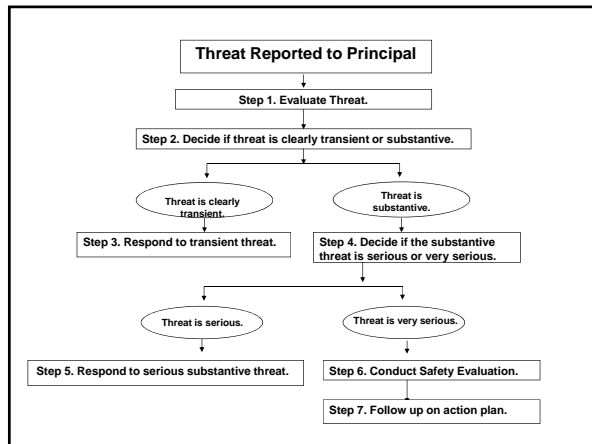 Threat Reported to Principal
Step 1. Evaluate Threat.
Step 2. Decide if threat is clearly transient or substantive.
Threat is clearly
transient.
Threat is
substantive.
Step 3. Respond to transient threat.
Step 4. Decide if the substantive
threat is serious or very serious.
Threat is serious.
Threat is very serious.
Step 5. Respond to serious substantive threat.
Step 6. Conduct Safety Evaluation.
Step 7. Follow up on action plan.